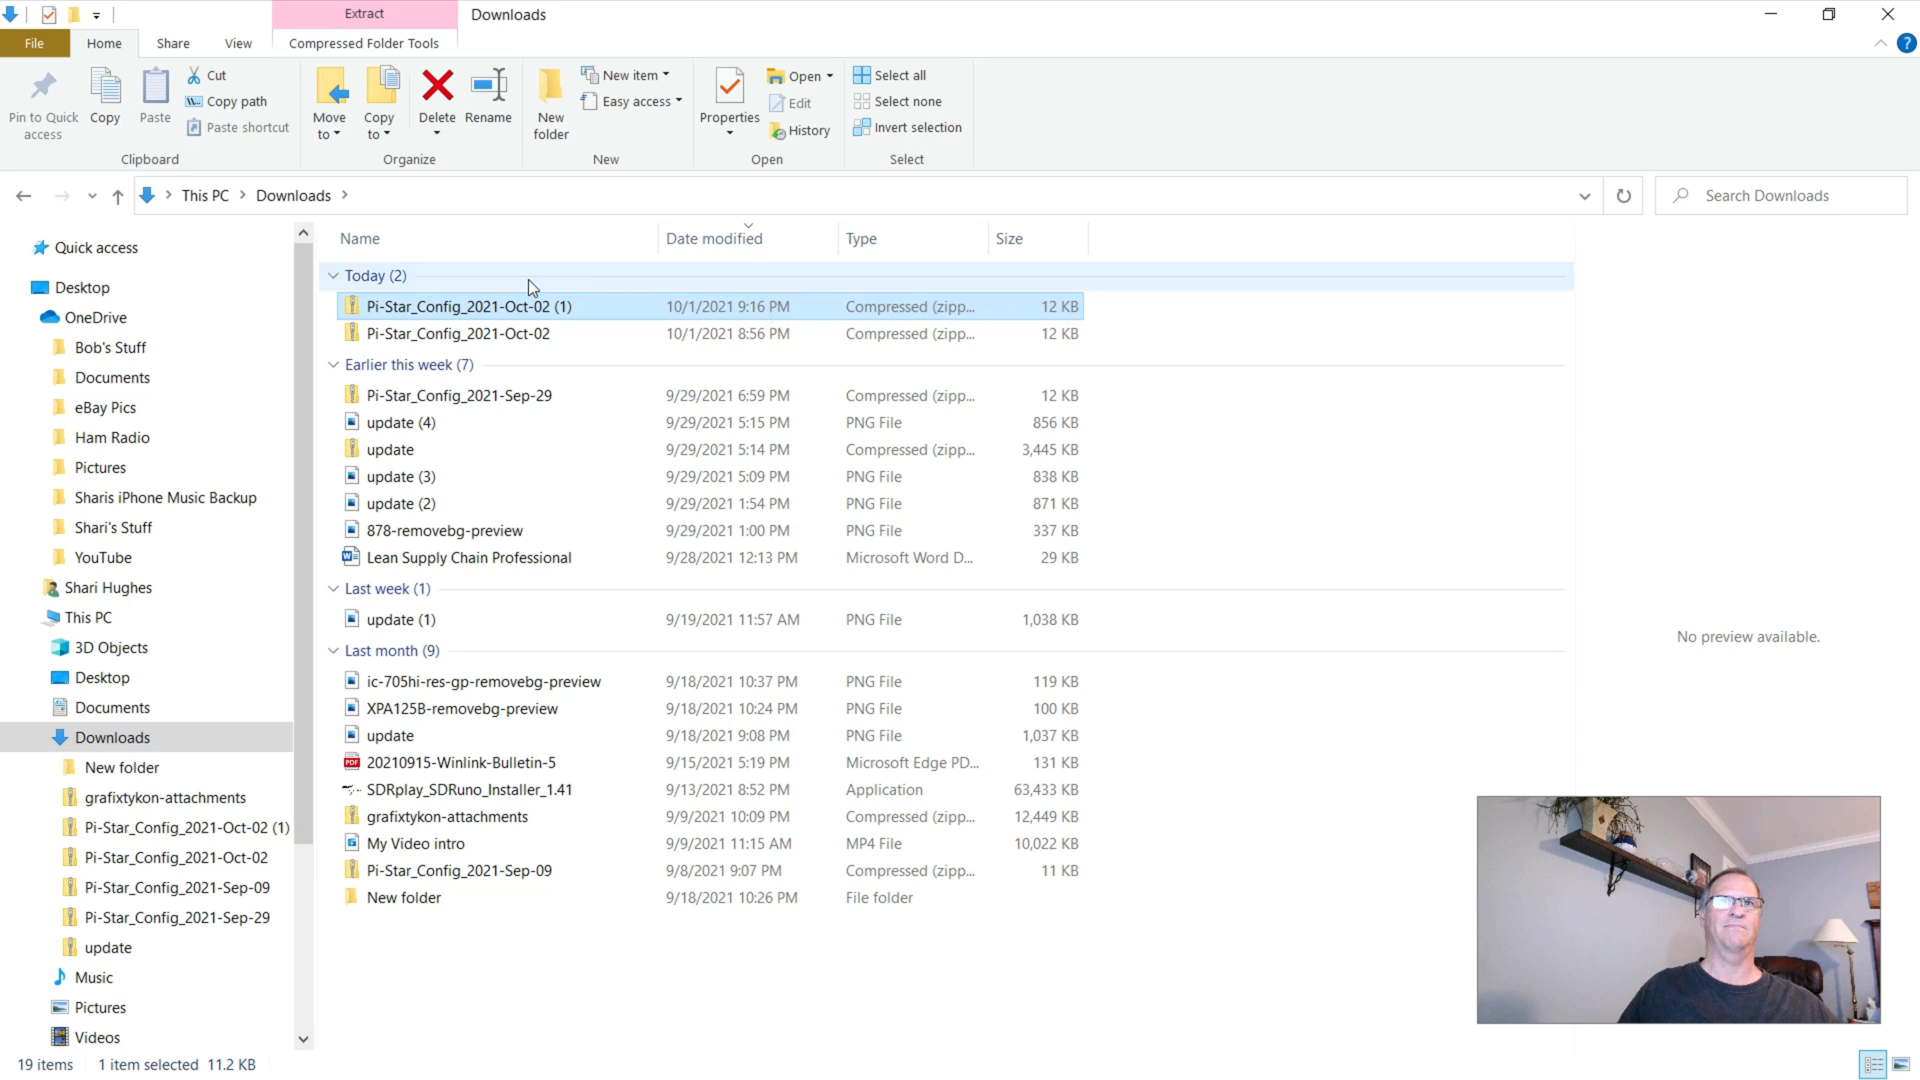 Extract
Downloads
File
Home
Share
View
Compressed Folder Tools
Pin to Quick access
Copy
Paste
Cut
Copy path
Paste shortcut
Clipboard
Move to
Copy to
Delete
Rename
Organize
New folder
New item
Easy access
New
Properties
Open
Edit
History
Open
Select all
Select none
Invert selection
Select
This PC > Downloads >
Search Downloads
Quick access
Desktop
OneDrive
Bob's Stuff
Documents
eBay Pics
Ham Radio
Pictures
Sharis iPhone Music Backup
Shari's Stuff
YouTube
Shari Hughes
This PC
3D Objects
Desktop
Documents
Downloads
New folder
grafixtykon-attachments
Pi-Star_Config_2021-Oct-02 (1)
Pi-Star_Config_2021-Oct-02
Pi-Star_Config_2021-Sep-09
Pi-Star_Config_2021-Sep-29
update
Music
Pictures
Videos
Name Date modified Type Size
Today (2)
Pi-Star_Config_2021-Oct-02 (1) 10/1/2021 9:16 PM Compressed (zipp... 12 KB
Pi-Star_Config_2021-Oct-02 10/1/2021 8:56 PM Compressed (zipp... 12 KB
Earlier this week (7)
Pi-Star_Config_2021-Sep-29 9/29/2021 6:59 PM Compressed (zipp... 12 KB
update (4) 9/29/2021 5:15 PM PNG File 856 KB
update 9/29/2021 5:14 PM Compressed (zipp... 3,445 KB
update (3) 9/29/2021 5:09 PM PNG File 838 KB
update (2) 9/29/2021 1:54 PM PNG File 871 KB
878-removebg-preview 9/29/2021 1:00 PM PNG File 337 KB
Lean Supply Chain Professional 9/28/2021 12:13 PM Microsoft Word D... 29 KB
Last week (1)
update (1) 9/19/2021 11:57 AM PNG File 1,038 KB
Last month (9)
ic-705hi-res-gp-removebg-preview 9/18/2021 10:37 PM PNG File 119 KB
XPA125B-removebg-preview 9/18/2021 10:24 PM PNG File 100 KB
update 9/18/2021 9:08 PM PNG File 1,037 KB
20210915-Winlink-Bulletin-5 9/15/2021 5:19 PM Microsoft Edge PD... 131 KB
SDRplay_SDRuno_Installer_1.41 9/13/2021 8:52 PM Application 63,433 KB
grafixtykon-attachments 9/9/2021 10:09 PM Compressed (zipp... 12,449 KB
My Video intro 9/9/2021 11:15 AM MP4 File 10,022 KB
Pi-Star_Config_2021-Sep-09 9/8/2021 9:07 PM Compressed (zipp... 11 KB
New folder 9/18/2021 10:26 PM File folder
No preview available.
19 items 1 item selected 11.2 KB